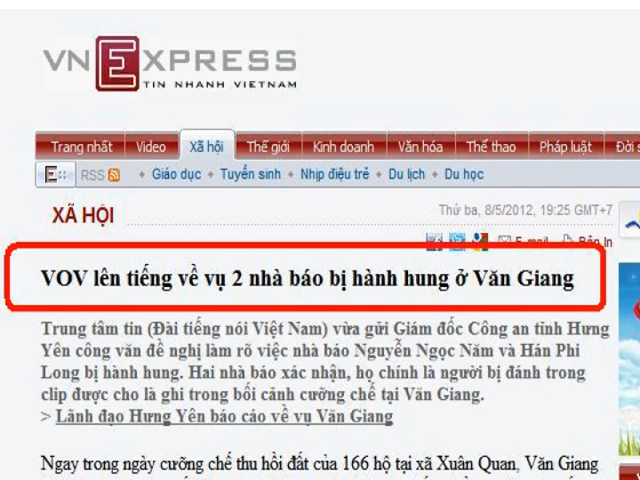 VNEXPRESS
TIN NHANH VIETNAM
Trang nhất Video Xã hội Thế giới Kinh doanh Văn hóa Thể thao Pháp luật Đời
E RSS Giáo dục Tuyển sinh Nhịp điệu trẻ Du lịch Du học
XÃ HỘI
Thứ ba, 8/5/2012, 19:25 GMT+7
E-mail Bản In
VOV lên tiếng về vụ 2 nhà báo bị hành hung ở Văn Giang
Trung tâm tin (Đài tiếng nói Việt Nam) vừa gửi Giám đốc Công an tỉnh Hưng
Yên công văn đề nghị làm rõ việc nhà báo Nguyễn Ngọc Năm và Hán Phi
Long bị hành hung. Hai nhà báo xác nhận, họ chính là người bị đánh trong
clip được cho là ghi trong bối cảnh cưỡng chế tại Văn Giang.
> Lãnh đạo Hưng Yên báo cáo về vụ Văn Giang
Ngay trong ngày cưỡng chế thu hồi đất của 166 hộ tại xã Xuân Quan, Văn Giang